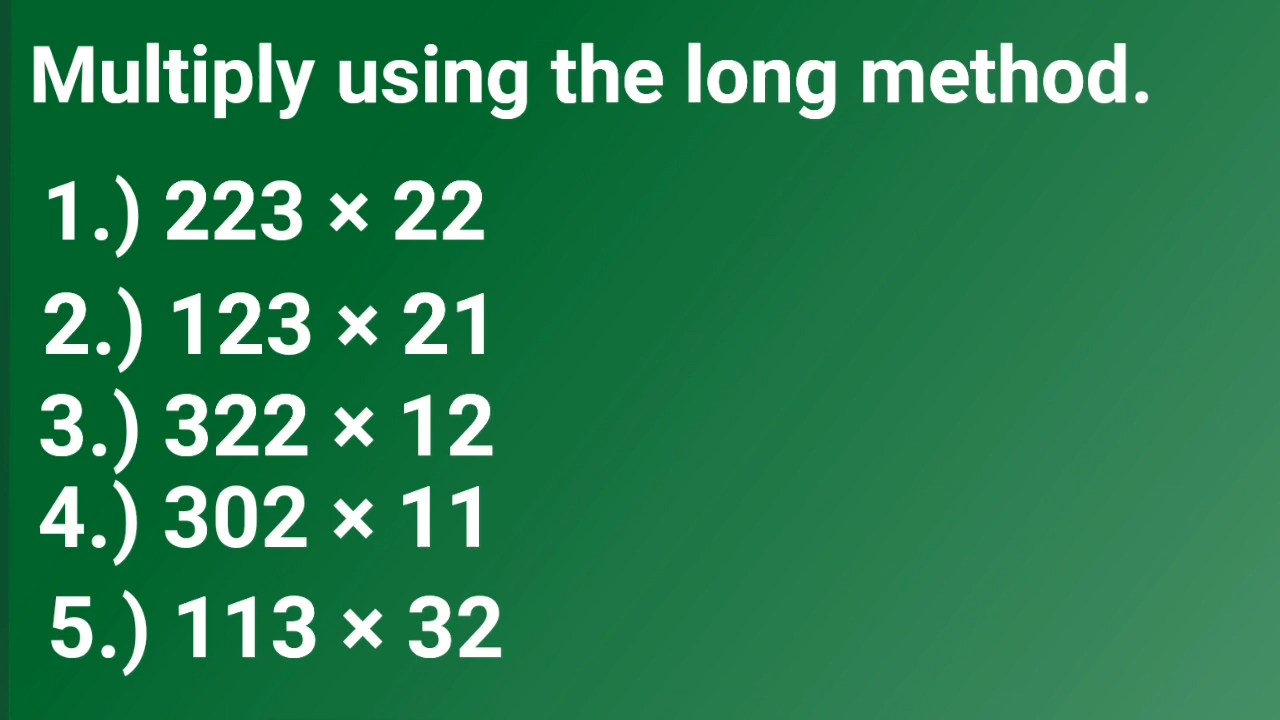 Multiply using the long method.
1.) 223 × 22
2.) 123 × 21
3.) 322 × 12
4.) 302 × 11
5.) 113 × 32